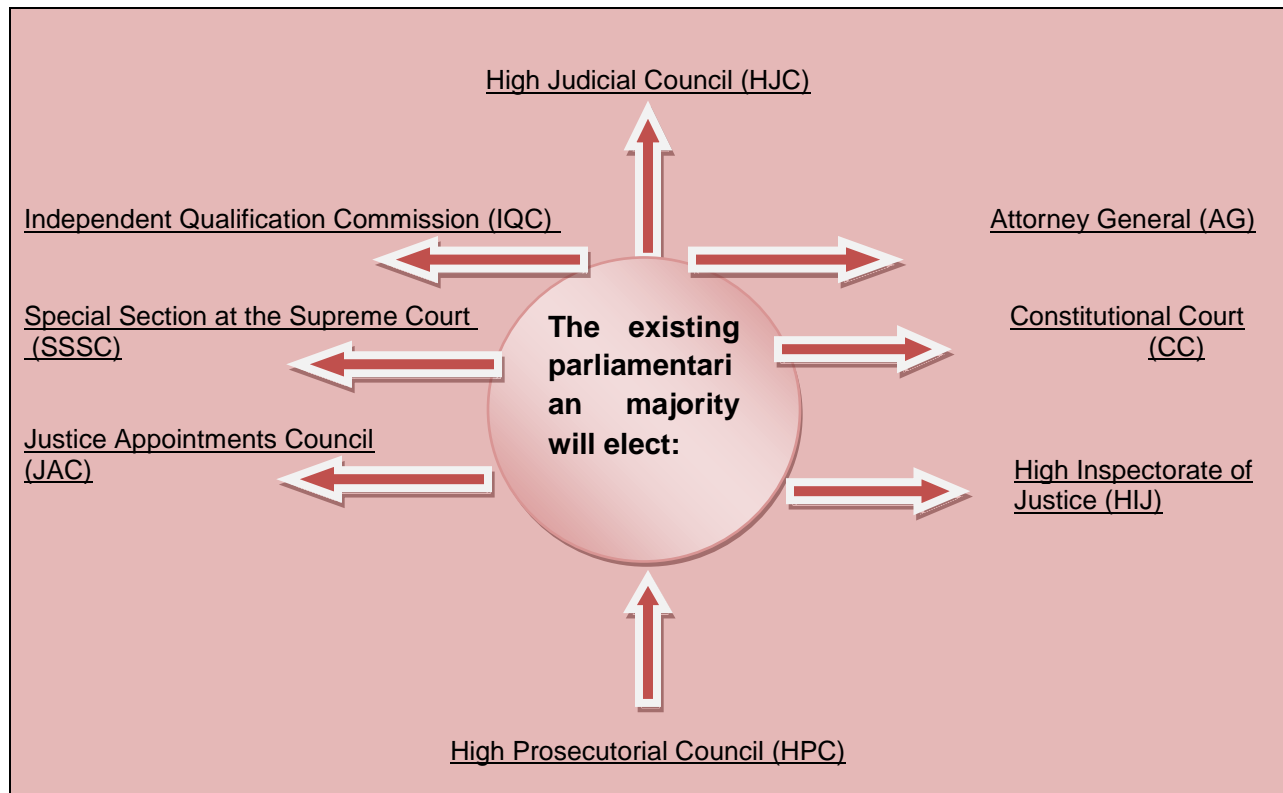 High Judicial Council (HJC)
Independent Qualification Commission (IQC)
Attorney General (AG)
Special Section at the Supreme Court
(SSSC)
Constitutional Court
(CC)
The existing
parliamentari
an majority
will elect:
Justice Appointments Council
(JAC)
High Inspectorate of
Justice (HIJ)
High Prosecutorial Council (HPC)